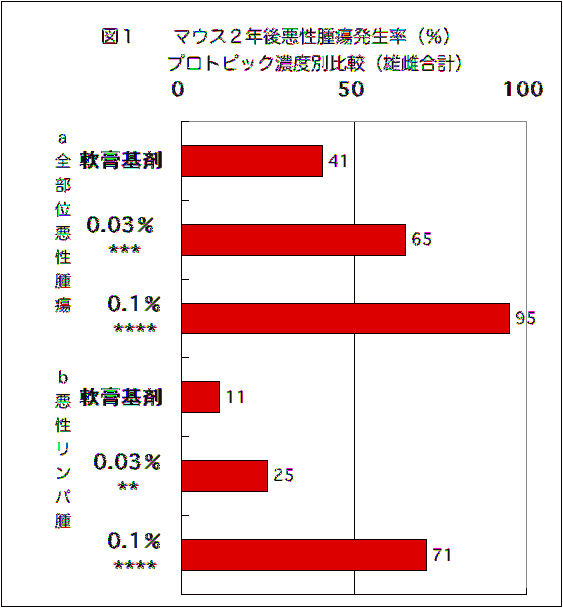 図1 マウス2年後悪性腫瘍発生率(%)
プロトピック濃度別比較(雄雌合計)
0 50 100
a 全部位悪性腫瘍
軟膏基剤 41
0.03% 65
***
0.1% 95
****
b 悪性リンパ腫
軟膏基剤 11
0.03% 25
**
0.1% 71
****